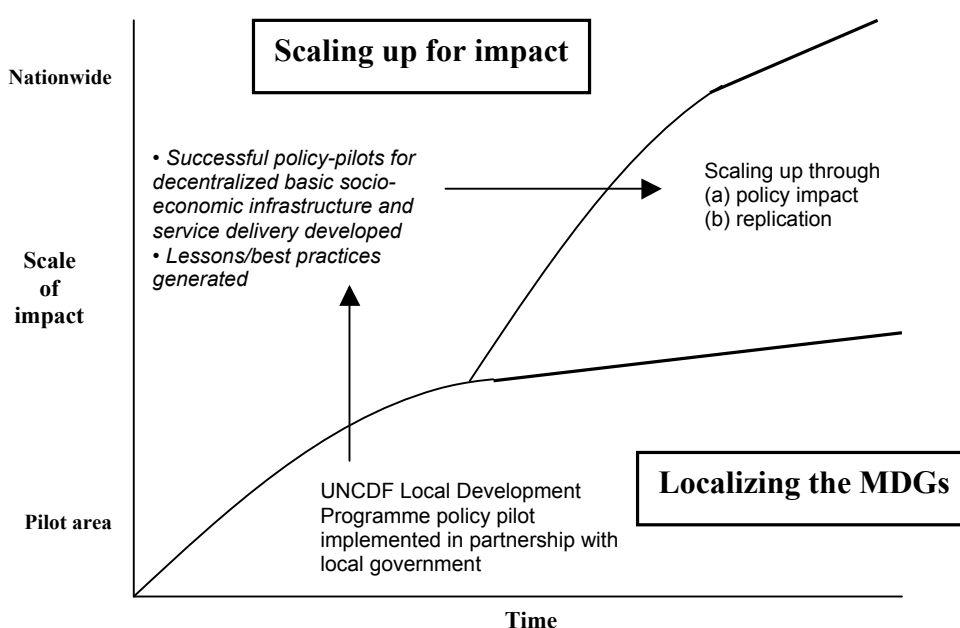 Scaling up for impact
Nationwide
• Successful policy-pilots for
decentralized basic socio-
economic infrastructure and
service delivery developed
• Lessons/best practices
generated
Scaling up through
(a) policy impact
(b) replication
Scale
of
impact
Localizing the MDGs
UNCDF Local Development
Programme policy pilot
implemented in partnership with
local government
Pilot area
Time